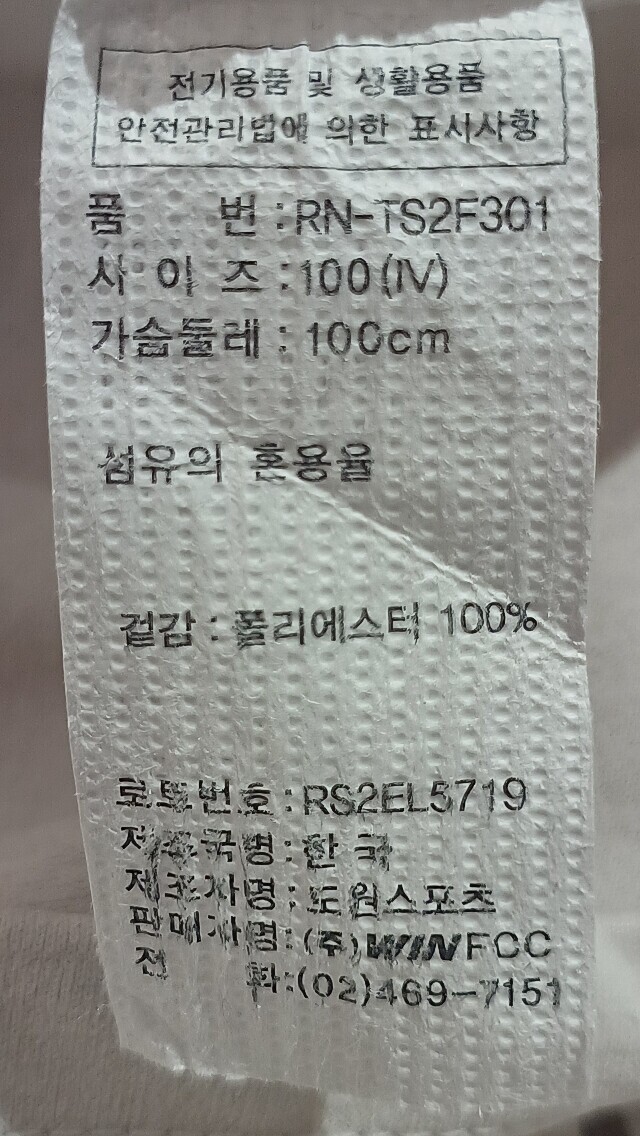 전기용품 및 생활용품
안전관리법에 의한 표시사항
품 번 : RN-TS2F301
사 이 즈 : 100(IV)
가슴둘레 : 100cm
섬유의 혼용율
겉감 : 폴리에스터 100%
로트번호 : RS2EL5719
제조국명 : 한국
제조자명 : 도원스포츠
판매자명 : (주)WINFCC
전 화 : (02)469-7151